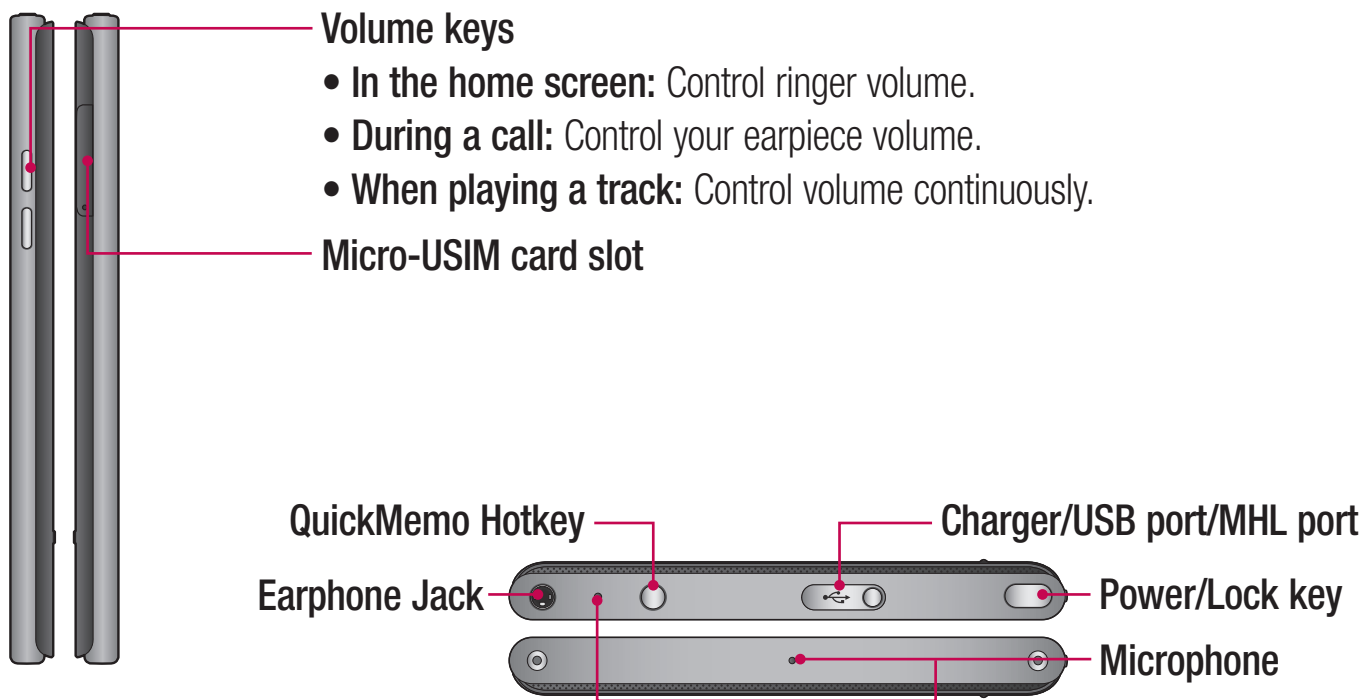 Volume keys
• In the home screen: Control ringer volume.
• During a call: Control your earpiece volume.
• When playing a track: Control volume continuously.
Micro-USIM card slot
QuickMemo Hotkey
Charger/USB port/MHL port
Earphone Jack
Power/Lock key
Microphone